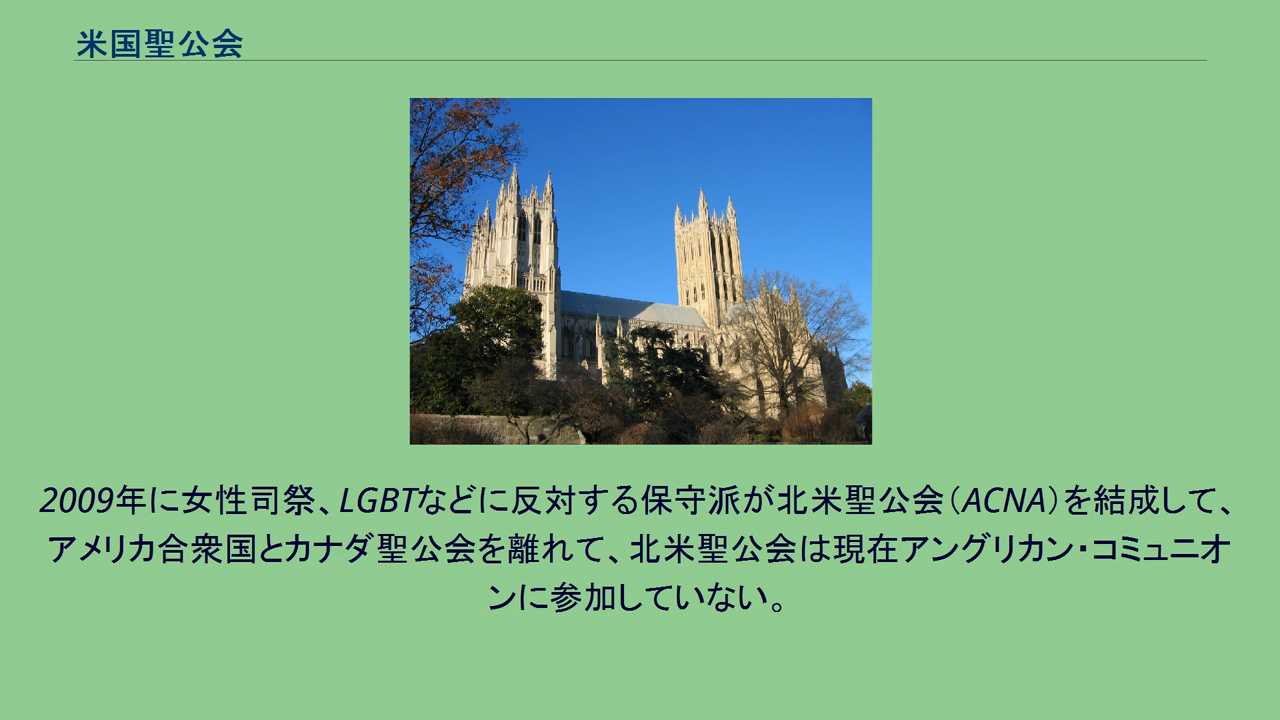 米国聖公会
2009年に女性司祭、LGBTなどに反対する保守派が北米聖公会（ACNA）を結成して、
アメリカ合衆国とカナダ聖公会を離れて、北米聖公会は現在アングリカン・コミュニオ
ンに参加していない。